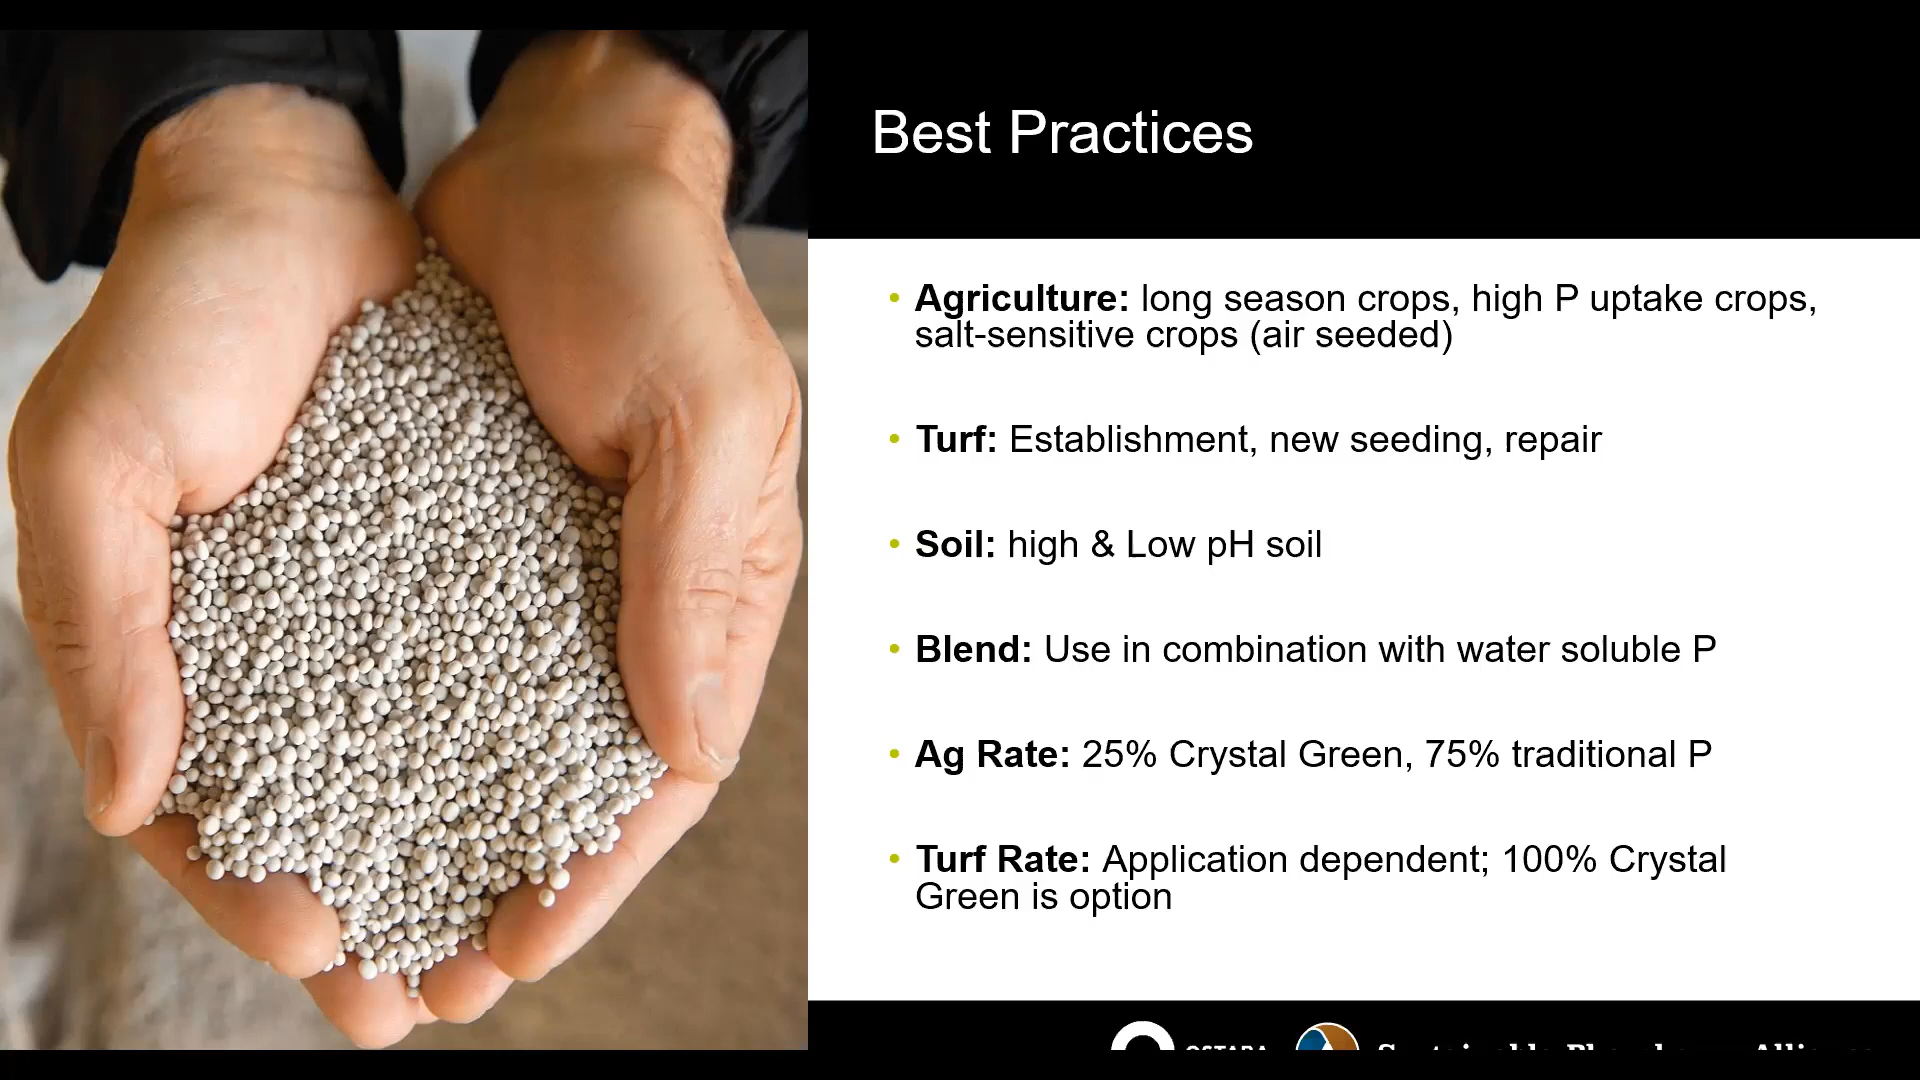 Best Practices
• Agriculture: long season crops, high P uptake crops,
salt-sensitive crops (air seeded)
• Turf: Establishment, new seeding, repair
• Soil: high & Low pH soil
• Blend: Use in combination with water soluble P
• Ag Rate: 25% Crystal Green, 75% traditional P
• Turf Rate: Application dependent; 100% Crystal
Green is option
OSTARA
Sustainable Phosphorus Alliance